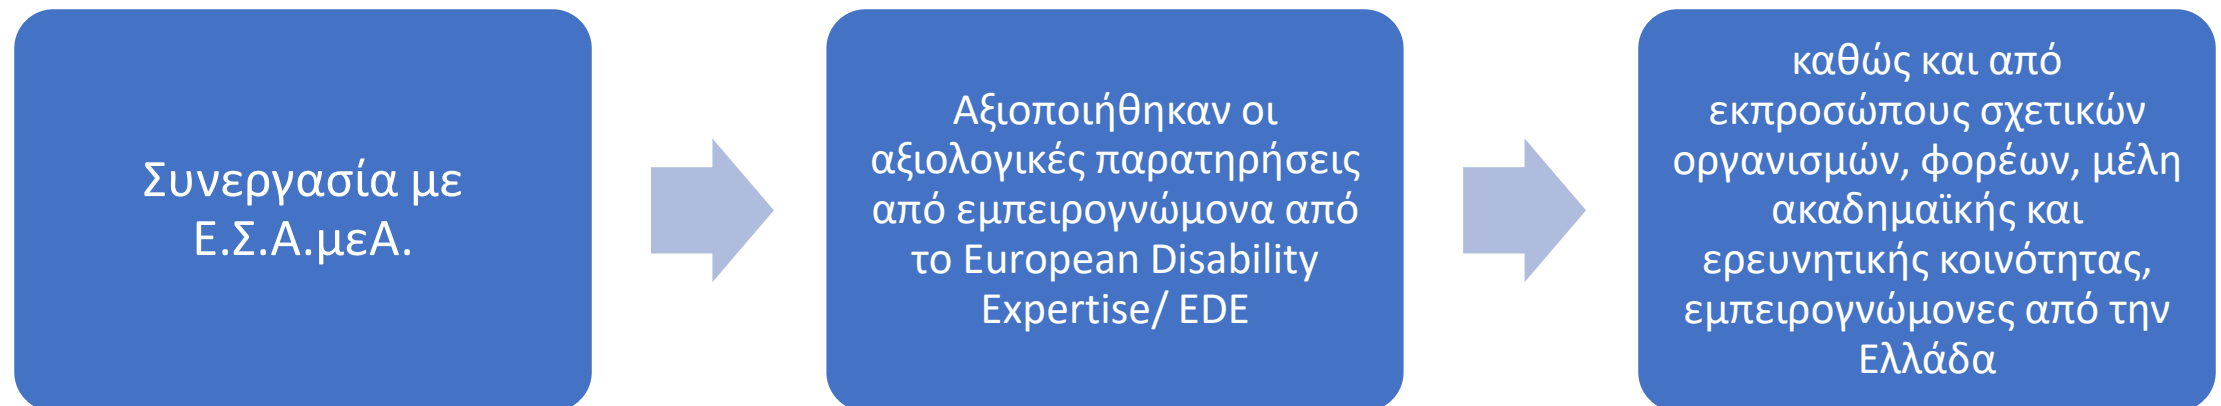 Συνεργασία με
Ε.Σ.Α.μεΑ.
Αξιοποιήθηκαν οι
αξιολογικές παρατηρήσεις
από εμπειρογνώμονα από
το European Disability
Expertise/ EDE
καθώς και από
εκπροσώπους σχετικών
οργανισμών, φορέων, μέλη
ακαδημαϊκής και
ερευνητικής κοινότητας,
εμπειρογνώμονες από την
Ελλάδα